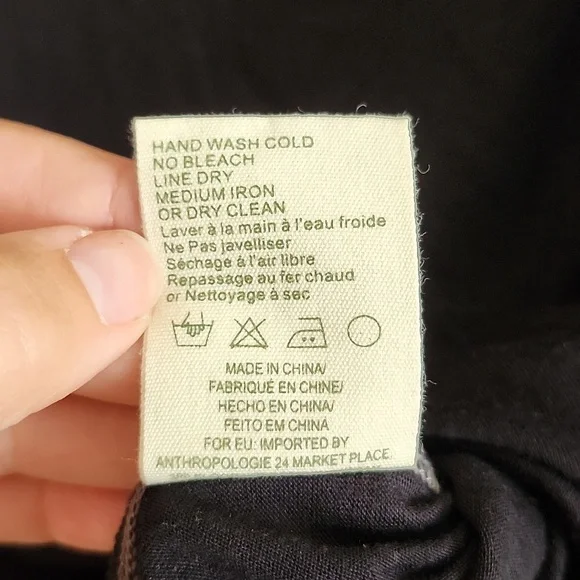 HAND WASH COLD
NO BLEACH
LINE DRY
MEDIUM IRON
OR DRY CLEAN
Laver à la main à l'eau froide
Ne Pas javelliser
Séchage à l'air libre
Repassage au fer chaud
or Nettoyage à sec
MADE IN CHINA/
FABRIQUÉ EN CHINE/
HECHO EN CHINA/
FEITO EM CHINA
FOR EU: IMPORTED BY
ANTHROPOLOGIE 24 MARKET PLACE.